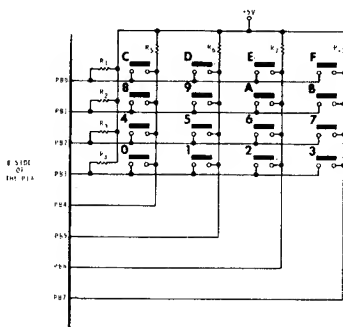 +5V
C D E F
R1
PB0
8 9 A B
R2
PB1
4 5 6 7
R3
PB2
0 1 2 3
PB3
B SIDE
OF
THE PIA
PB4
PB5
PB6
PB7